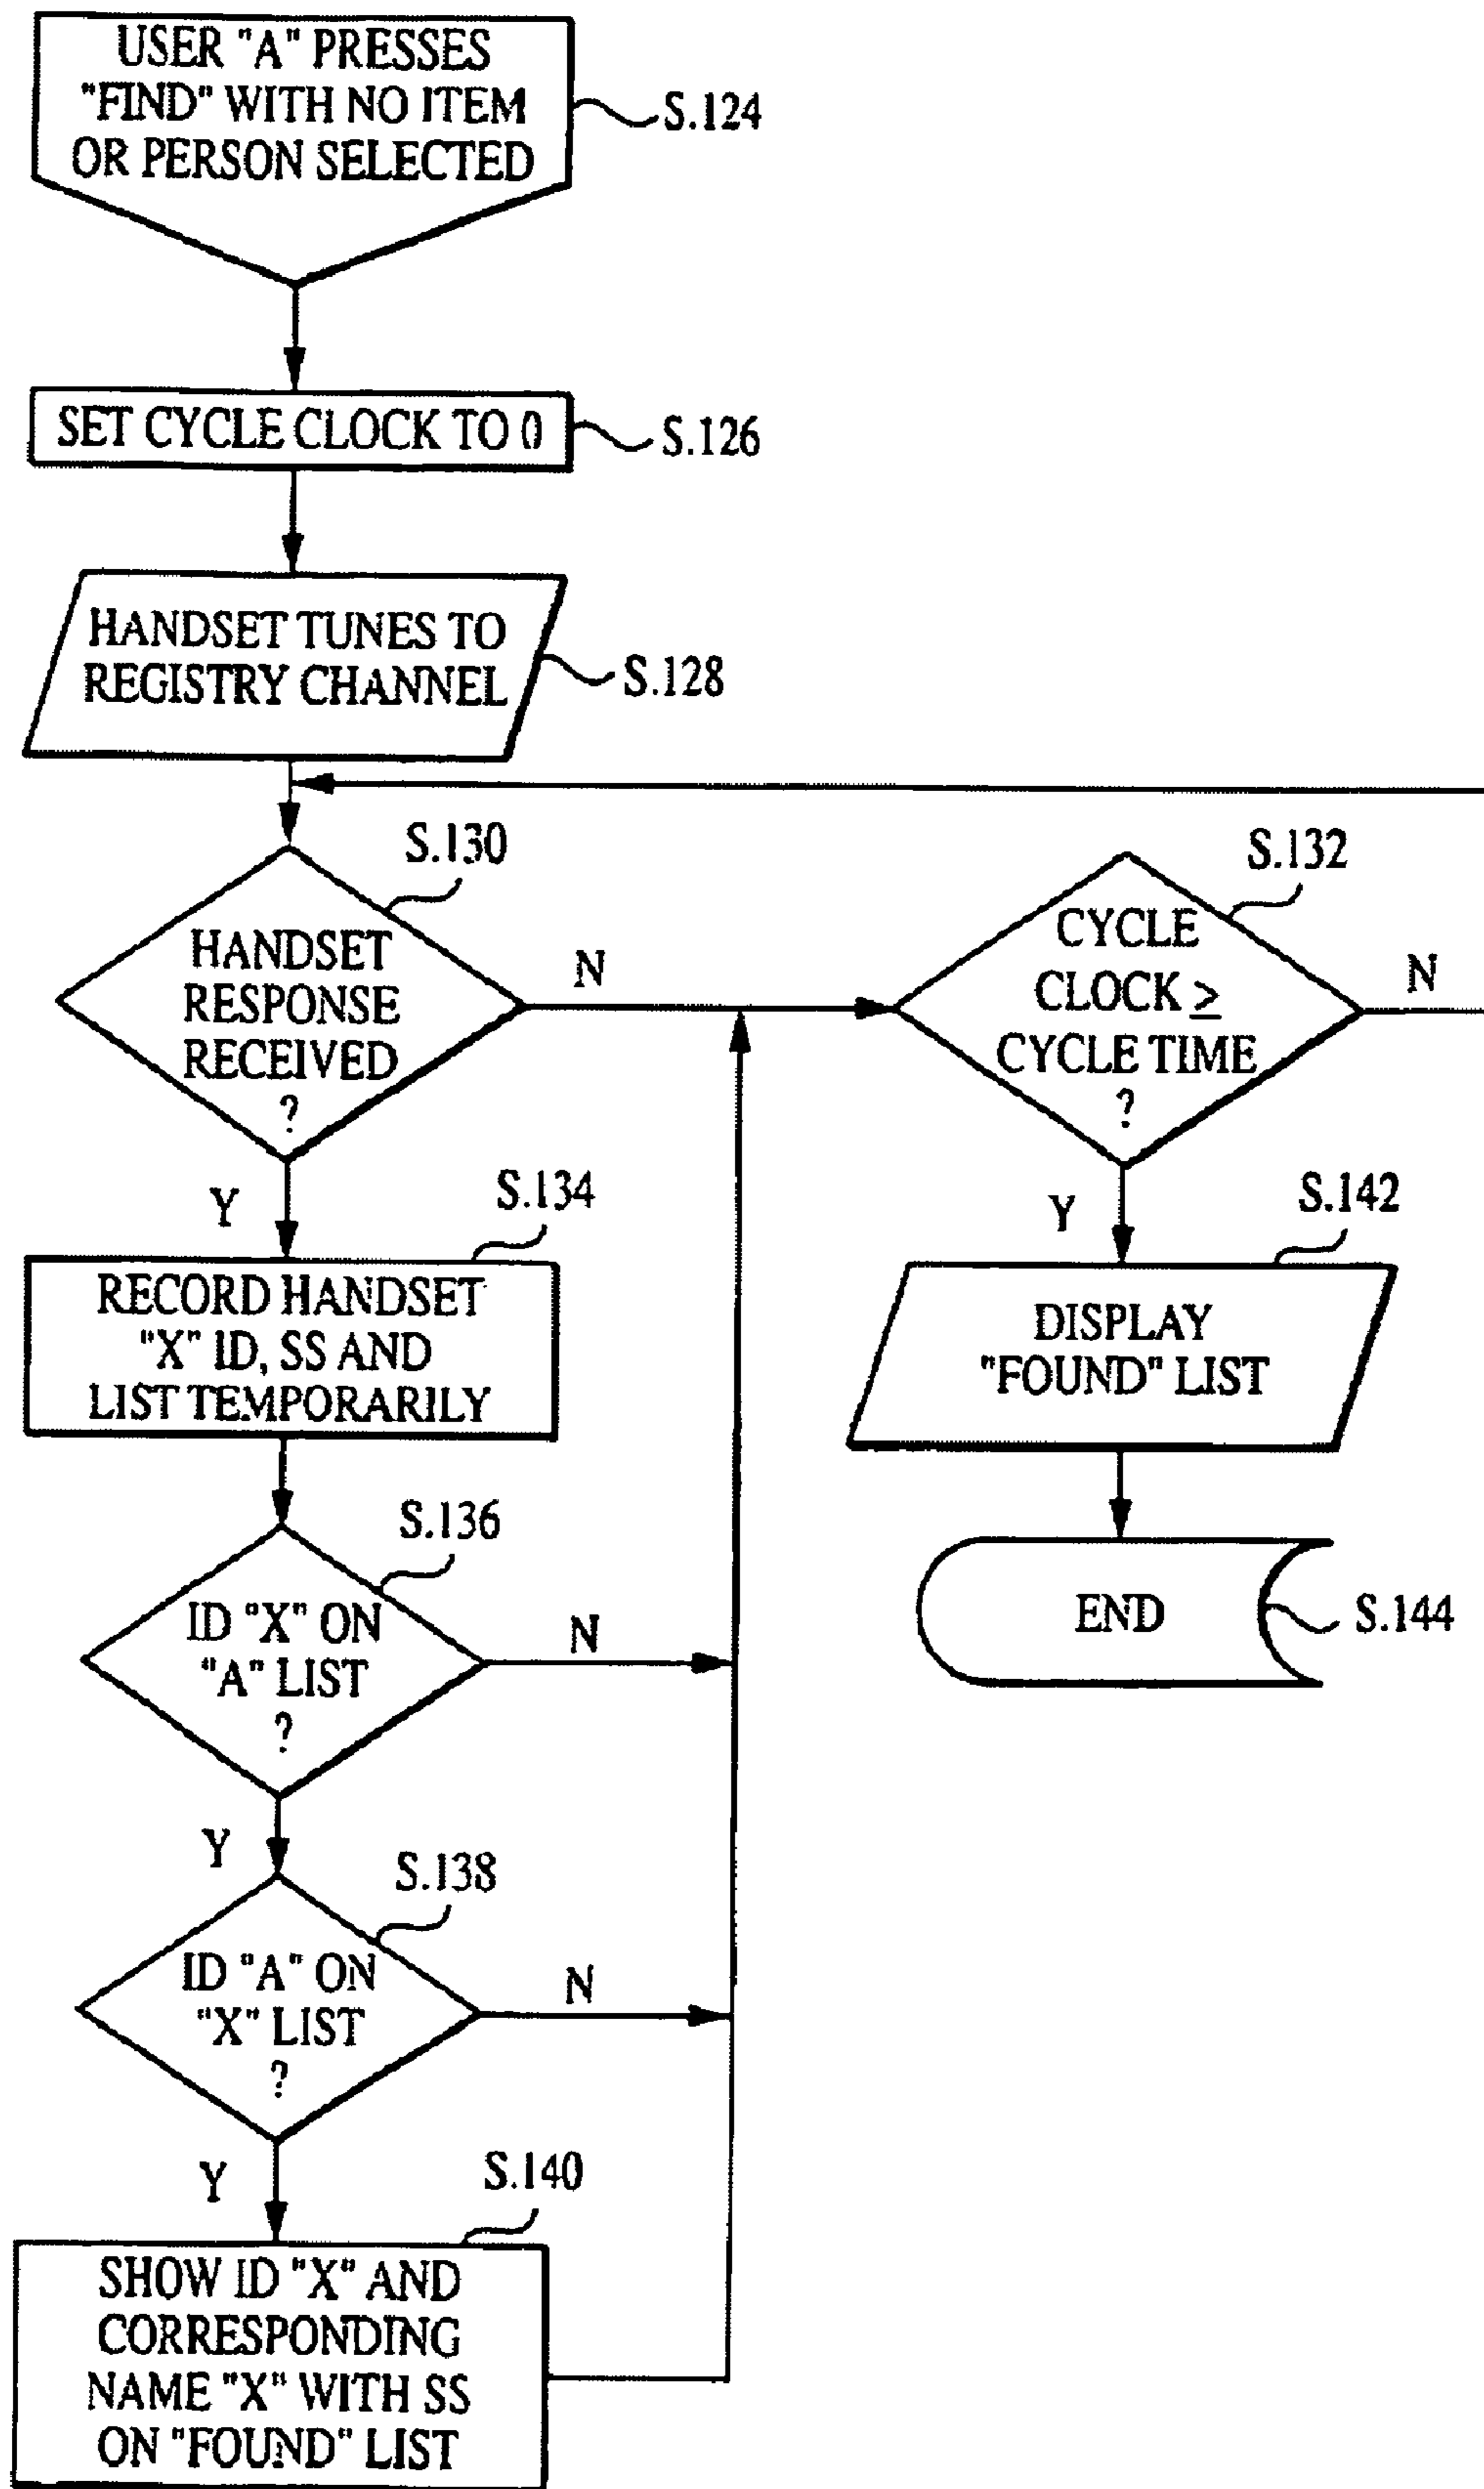 USER "A" PRESSES
"FIND" WITH NO ITEM
OR PERSON SELECTED
S.124
SET CYCLE CLOCK TO 0
S.126
HANDSET TUNES TO
REGISTRY CHANNEL
S.128
S.130
HANDSET
RESPONSE
RECEIVED
?
N
Y
S.132
CYCLE
CLOCK ≥
CYCLE TIME
?
N
Y
S.134
RECORD HANDSET
"X" ID, SS AND
LIST TEMPORARILY
S.142
DISPLAY
"FOUND" LIST
S.136
ID "X" ON
"A" LIST
?
N
Y
END
S.144
S.138
ID "A" ON
"X" LIST
?
N
Y
S.140
SHOW ID "X" AND
CORRESPONDING
NAME "X" WITH SS
ON "FOUND" LIST